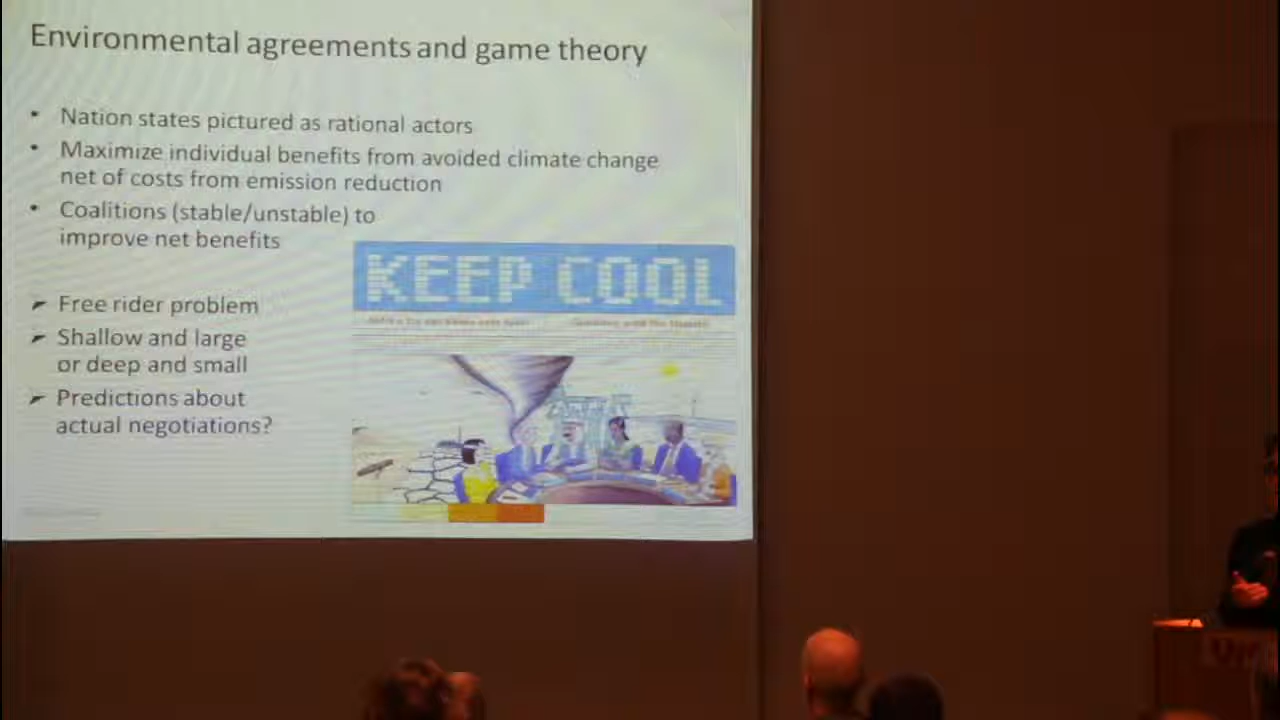 Environmental agreements and game theory
• Nation states pictured as rational actors
• Maximize individual benefits from avoided climate change
net of costs from emission reduction
• Coalitions (stable/unstable) to
improve net benefits
KEEP COOL
➤ Free rider problem
➤ Shallow and large
or deep and small
➤ Predictions about
actual negotiations?